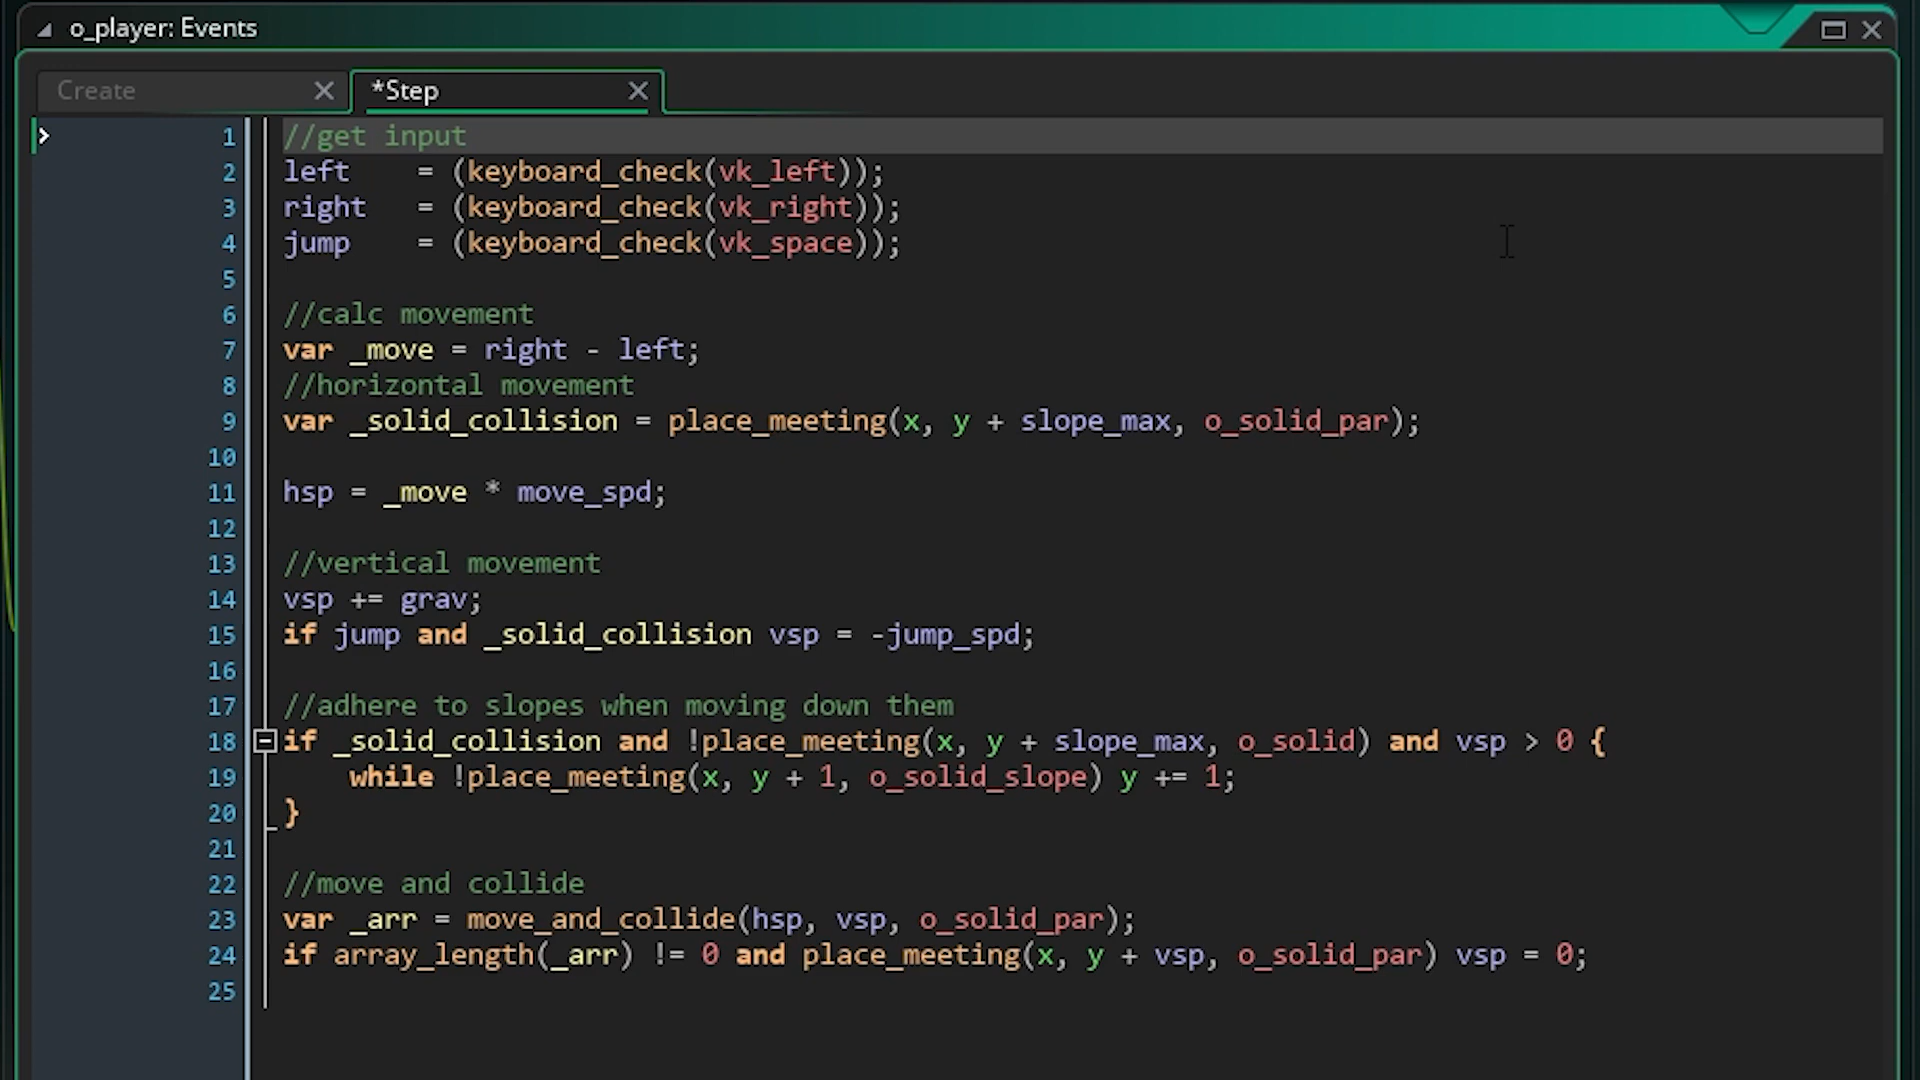 o_player: Events
Create
*Step
1 //get input
2 left    = (keyboard_check(vk_left));
3 right   = (keyboard_check(vk_right));
4 jump    = (keyboard_check(vk_space));
5
6 //calc movement
7 var _move = right - left;
8 //horizontal movement
9 var _solid_collision = place_meeting(x, y + slope_max, o_solid_par);
10
11 hsp = _move * move_spd;
12
13 //vertical movement
14 vsp += grav;
15 if jump and _solid_collision vsp = -jump_spd;
16
17 //adhere to slopes when moving down them
18 if _solid_collision and !place_meeting(x, y + slope_max, o_solid) and vsp > 0 {
19     while !place_meeting(x, y + 1, o_solid_slope) y += 1;
20 }
21
22 //move and collide
23 var _arr = move_and_collide(hsp, vsp, o_solid_par);
24 if array_length(_arr) != 0 and place_meeting(x, y + vsp, o_solid_par) vsp = 0;
25